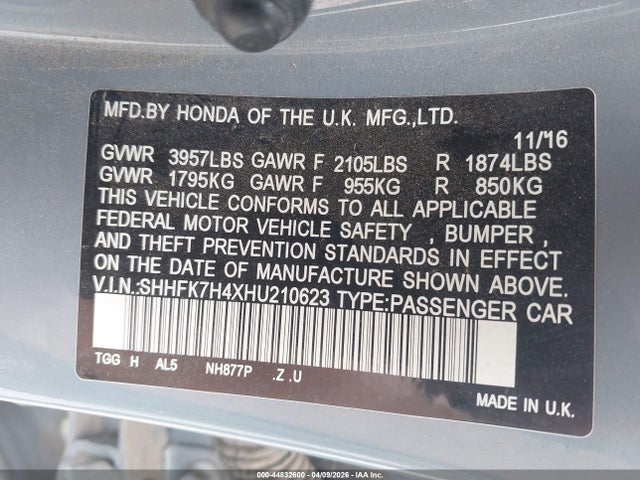 MFD.BY HONDA OF THE U.K. MFG.,LTD.
11/16
GVWR 3957LBS GAWR F 2105LBS R 1874LBS
GVWR 1795KG GAWR F 955KG R 850KG
THIS VEHICLE CONFORMS TO ALL APPLICABLE
FEDERAL MOTOR VEHICLE SAFETY , BUMPER ,
AND THEFT PREVENTION STANDARDS IN EFFECT
ON THE DATE OF MANUFACTURE SHOWN ABOVE.
V.I.N.:SHHFK7H4XHU210623 TYPE:PASSENGER CAR
TGG H AL5 NH877P .Z .U
MADE IN U.K.
000-44832600 - 04/09/2026 - IAA Inc.